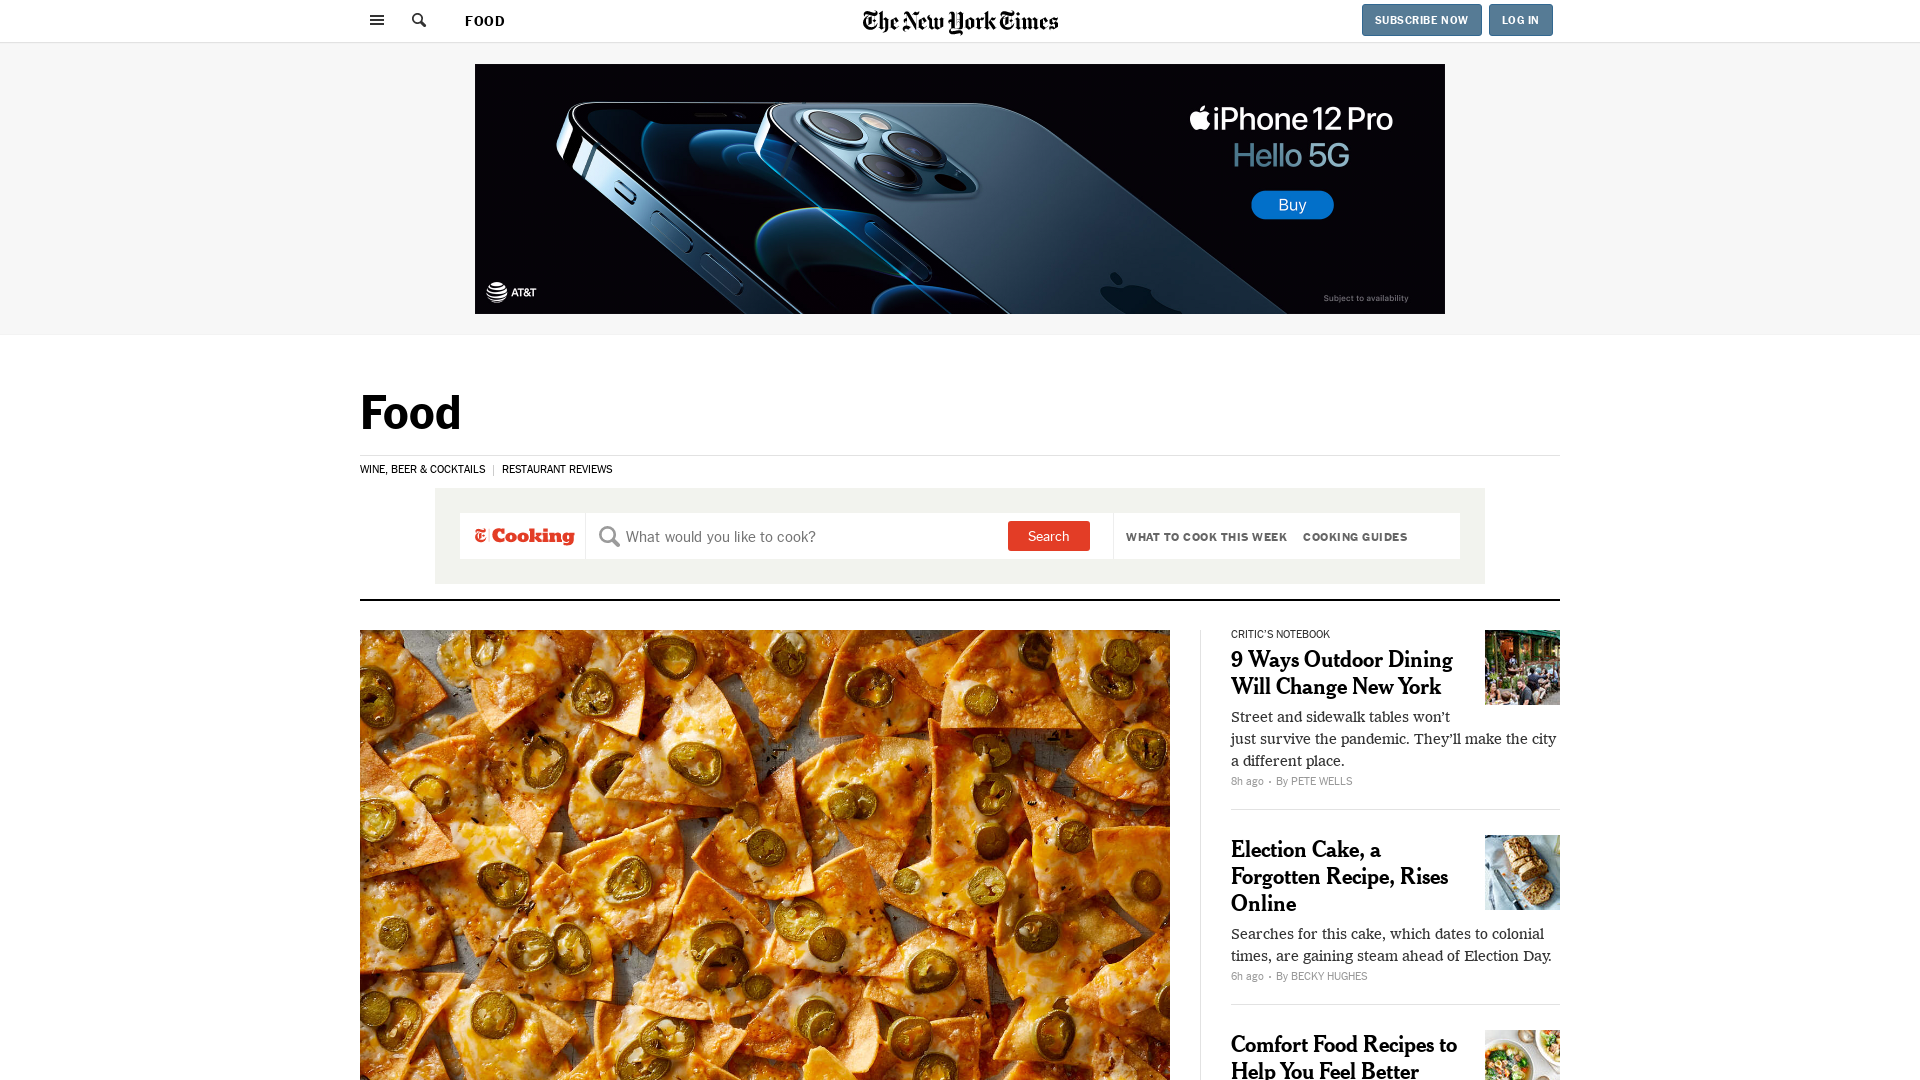 FOOD
The New York Times
SUBSCRIBE NOW
LOG IN
iPhone 12 Pro
Hello 5G
Buy
AT&T
Subject to availability
Food
WINE, BEER & COCKTAILS
RESTAURANT REVIEWS
Cooking
What would you like to cook?
Search
WHAT TO COOK THIS WEEK
COOKING GUIDES
CRITIC'S NOTEBOOK
9 Ways Outdoor Dining
Will Change New York
Street and sidewalk tables won’t
just survive the pandemic. They’ll make the city
a different place.
8h ago • By PETE WELLS
Election Cake, a
Forgotten Recipe, Rises
Online
Searches for this cake, which dates to colonial
times, are gaining steam ahead of Election Day.
6h ago • By BECKY HUGHES
Comfort Food Recipes to
Help You Feel Better